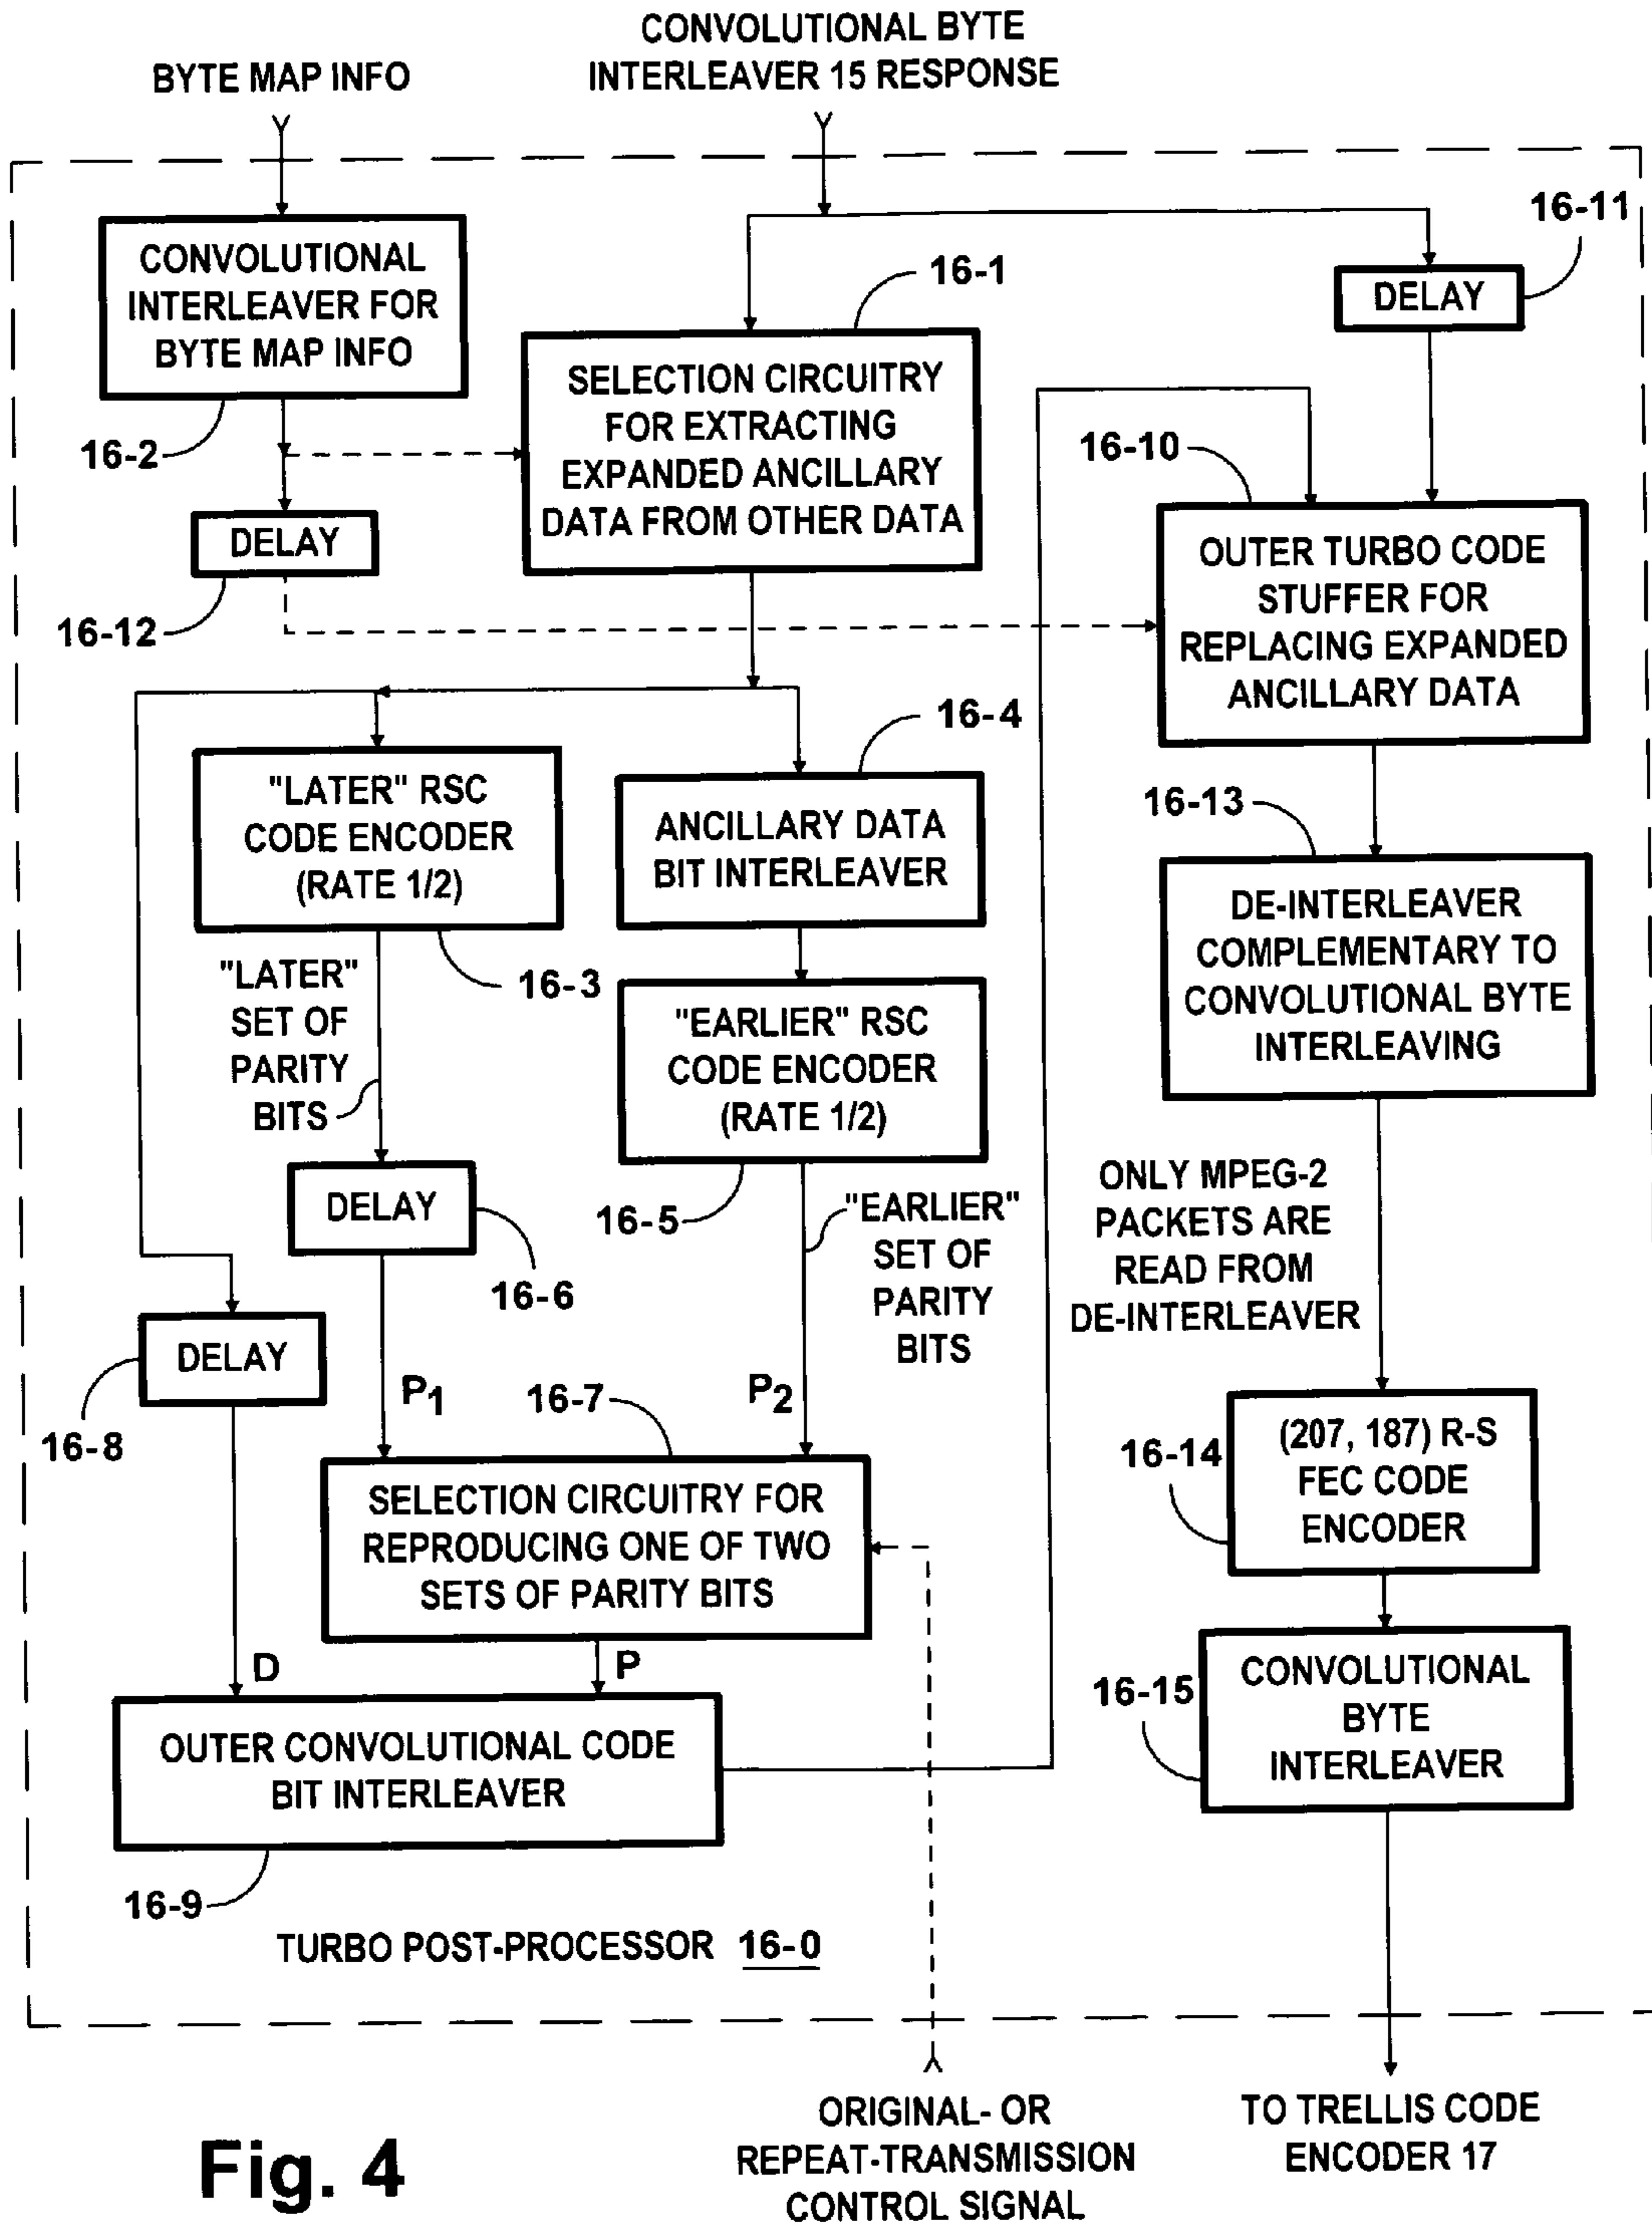 CONVOLUTIONAL BYTE
INTERLEAVER 15 RESPONSE
BYTE MAP INFO
CONVOLUTIONAL
INTERLEAVER FOR
BYTE MAP INFO
16-2
16-1
SELECTION CIRCUITRY
FOR EXTRACTING
EXPANDED ANCILLARY
DATA FROM OTHER DATA
16-11
DELAY
DELAY
16-12
16-10
OUTER TURBO CODE
STUFFER FOR
REPLACING EXPANDED
ANCILLARY DATA
"LATER" RSC
CODE ENCODER
(RATE 1/2)
16-3
16-4
ANCILLARY DATA
BIT INTERLEAVER
16-13
DE-INTERLEAVER
COMPLEMENTARY TO
CONVOLUTIONAL BYTE
INTERLEAVING
"LATER"
SET OF
PARITY
BITS
"EARLIER" RSC
CODE ENCODER
(RATE 1/2)
16-5
"EARLIER"
SET OF
PARITY
BITS
ONLY MPEG-2
PACKETS ARE
READ FROM
DE-INTERLEAVER
DELAY
16-6
DELAY
16-8
P1
16-7
P2
SELECTION CIRCUITRY FOR
REPRODUCING ONE OF TWO
SETS OF PARITY BITS
16-14
(207, 187) R-S
FEC CODE
ENCODER
D
P
OUTER CONVOLUTIONAL CODE
BIT INTERLEAVER
16-9
16-15
CONVOLUTIONAL
BYTE
INTERLEAVER
TURBO POST-PROCESSOR 16-0
ORIGINAL- OR
REPEAT-TRANSMISSION
CONTROL SIGNAL
TO TRELLIS CODE
ENCODER 17
Fig. 4